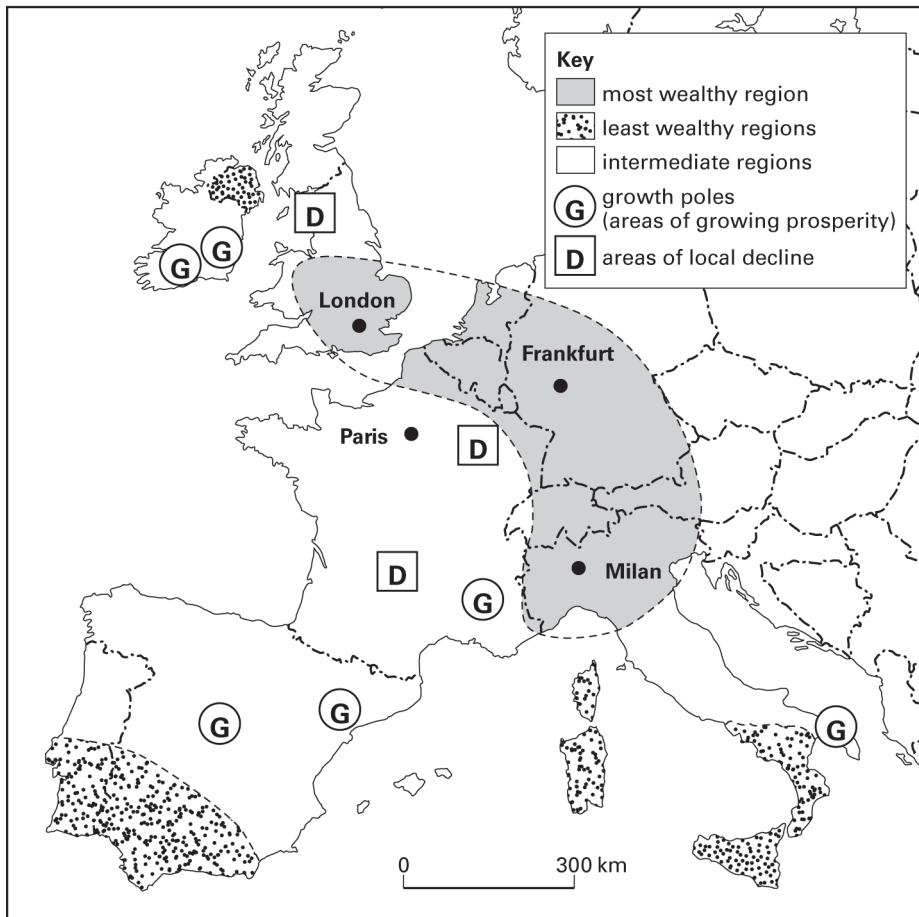 Key
most wealthy region
least wealthy regions
intermediate regions
G growth poles
(areas of growing prosperity)
D areas of local decline
D
G G
London
Frankfurt
Paris
D
D
Milan
G
G
G
G
0 300 km